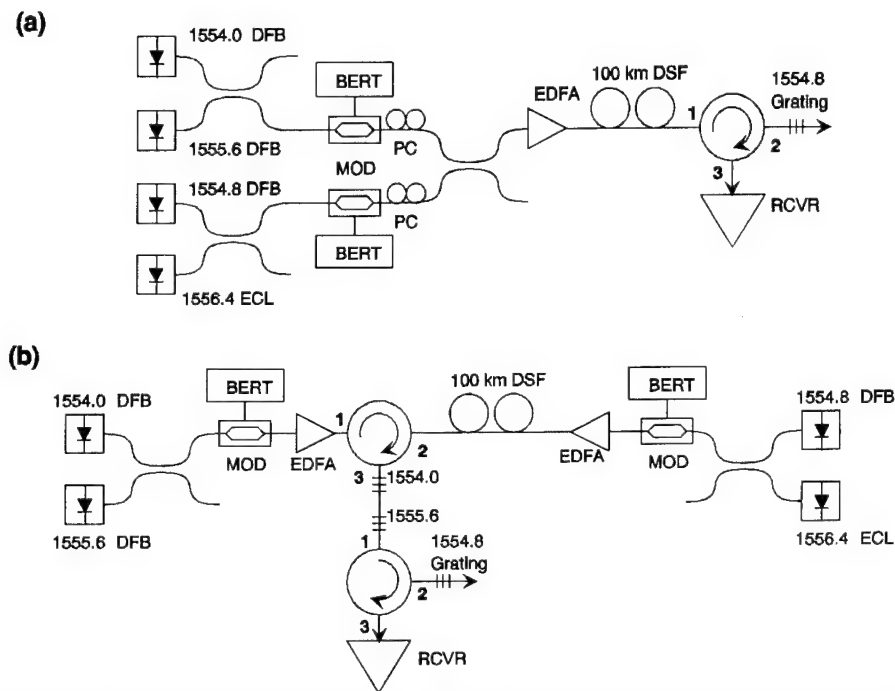 (a)
1554.0 DFB
BERT
1555.6 DFB
MOD
PC
1554.8 DFB
PC
BERT
1556.4 ECL
EDFA
100 km DSF
1554.8
Grating
1
2
3
RCVR
(b)
1554.0 DFB
BERT
MOD
EDFA
1555.6 DFB
1
2
3
100 km DSF
EDFA
BERT
MOD
1554.8 DFB
1556.4 ECL
1554.0
1555.6
1
1554.8
Grating
2
3
RCVR